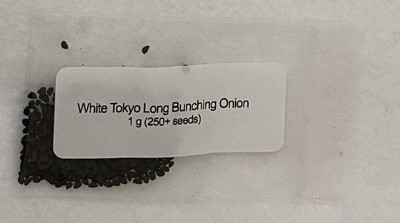 White Tokyo Long Bunching Onion
1 g (250+ seeds)